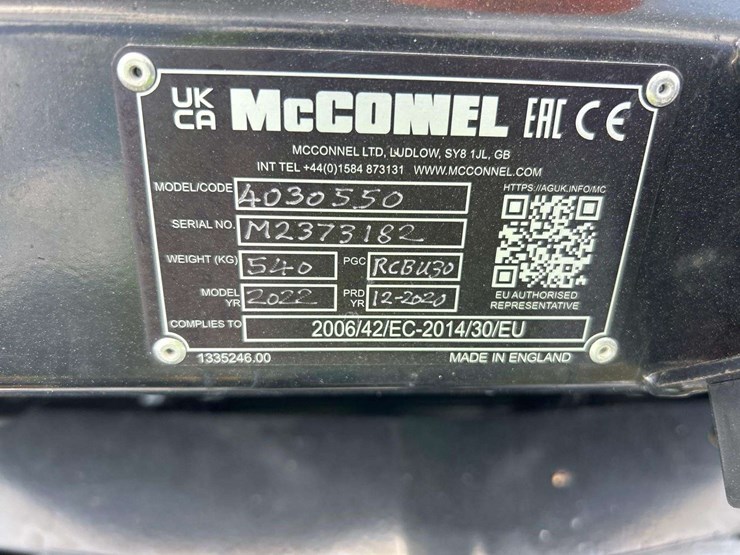 UK CA McCONNEL EAC CE
MCCONNEL LTD, LUDLOW, SY8 1JL, GB
INT TEL +44(0)1584 873131 WWW.MCCONNEL.COM
MODEL/CODE 4030550
HTTPS://AGUK.INFO/MC
SERIAL NO. M2373182
WEIGHT (KG) 540 PGC RCBU30
MODEL YR 2022 PRD YR 12-2020
EU AUTHORISED
REPRESENTATIVE
COMPLIES TO 2006/42/EC-2014/30/EU
1335246.00 MADE IN ENGLAND